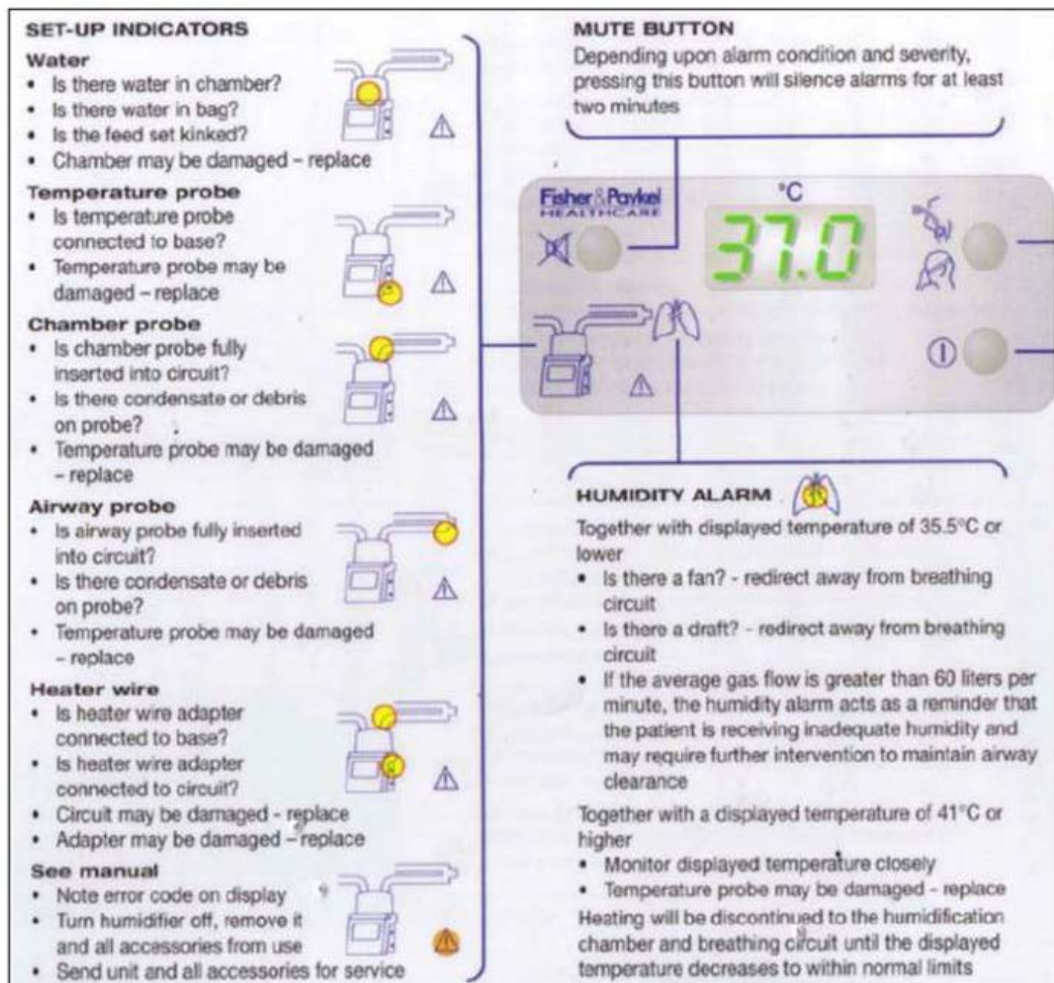 SET-UP INDICATORS
Water
• Is there water in chamber?
• Is there water in bag?
• Is the feed set kinked?
• Chamber may be damaged – replace
Temperature probe
• Is temperature probe
connected to base?
• Temperature probe may be
damaged – replace
Chamber probe
• Is chamber probe fully
inserted into circuit?
• Is there condensate or debris
on probe?
• Temperature probe may be damaged
– replace
Airway probe
• Is airway probe fully inserted
into circuit?
• Is there condensate or debris
on probe?
• Temperature probe may be damaged
– replace
Heater wire
• Is heater wire adapter
connected to base?
• Is heater wire adapter
connected to circuit?
• Circuit may be damaged - replace
• Adapter may be damaged – replace
See manual
• Note error code on display
• Turn humidifier off, remove it
and all accessories from use
• Send unit and all accessories for service
MUTE BUTTON
Depending upon alarm condition and severity,
pressing this button will silence alarms for at least
two minutes
Fisher&Paykel
HEALTHCARE
°C
37.0
HUMIDITY ALARM
Together with displayed temperature of 35.5°C or
lower
• Is there a fan? - redirect away from breathing
circuit
• Is there a draft? - redirect away from breathing
circuit
• If the average gas flow is greater than 60 liters per
minute, the humidity alarm acts as a reminder that
the patient is receiving inadequate humidity and
may require further intervention to maintain airway
clearance
Together with a displayed temperature of 41°C or
higher
• Monitor displayed temperature closely
• Temperature probe may be damaged - replace
Heating will be discontinued to the humidification
chamber and breathing circuit until the displayed
temperature decreases to within normal limits